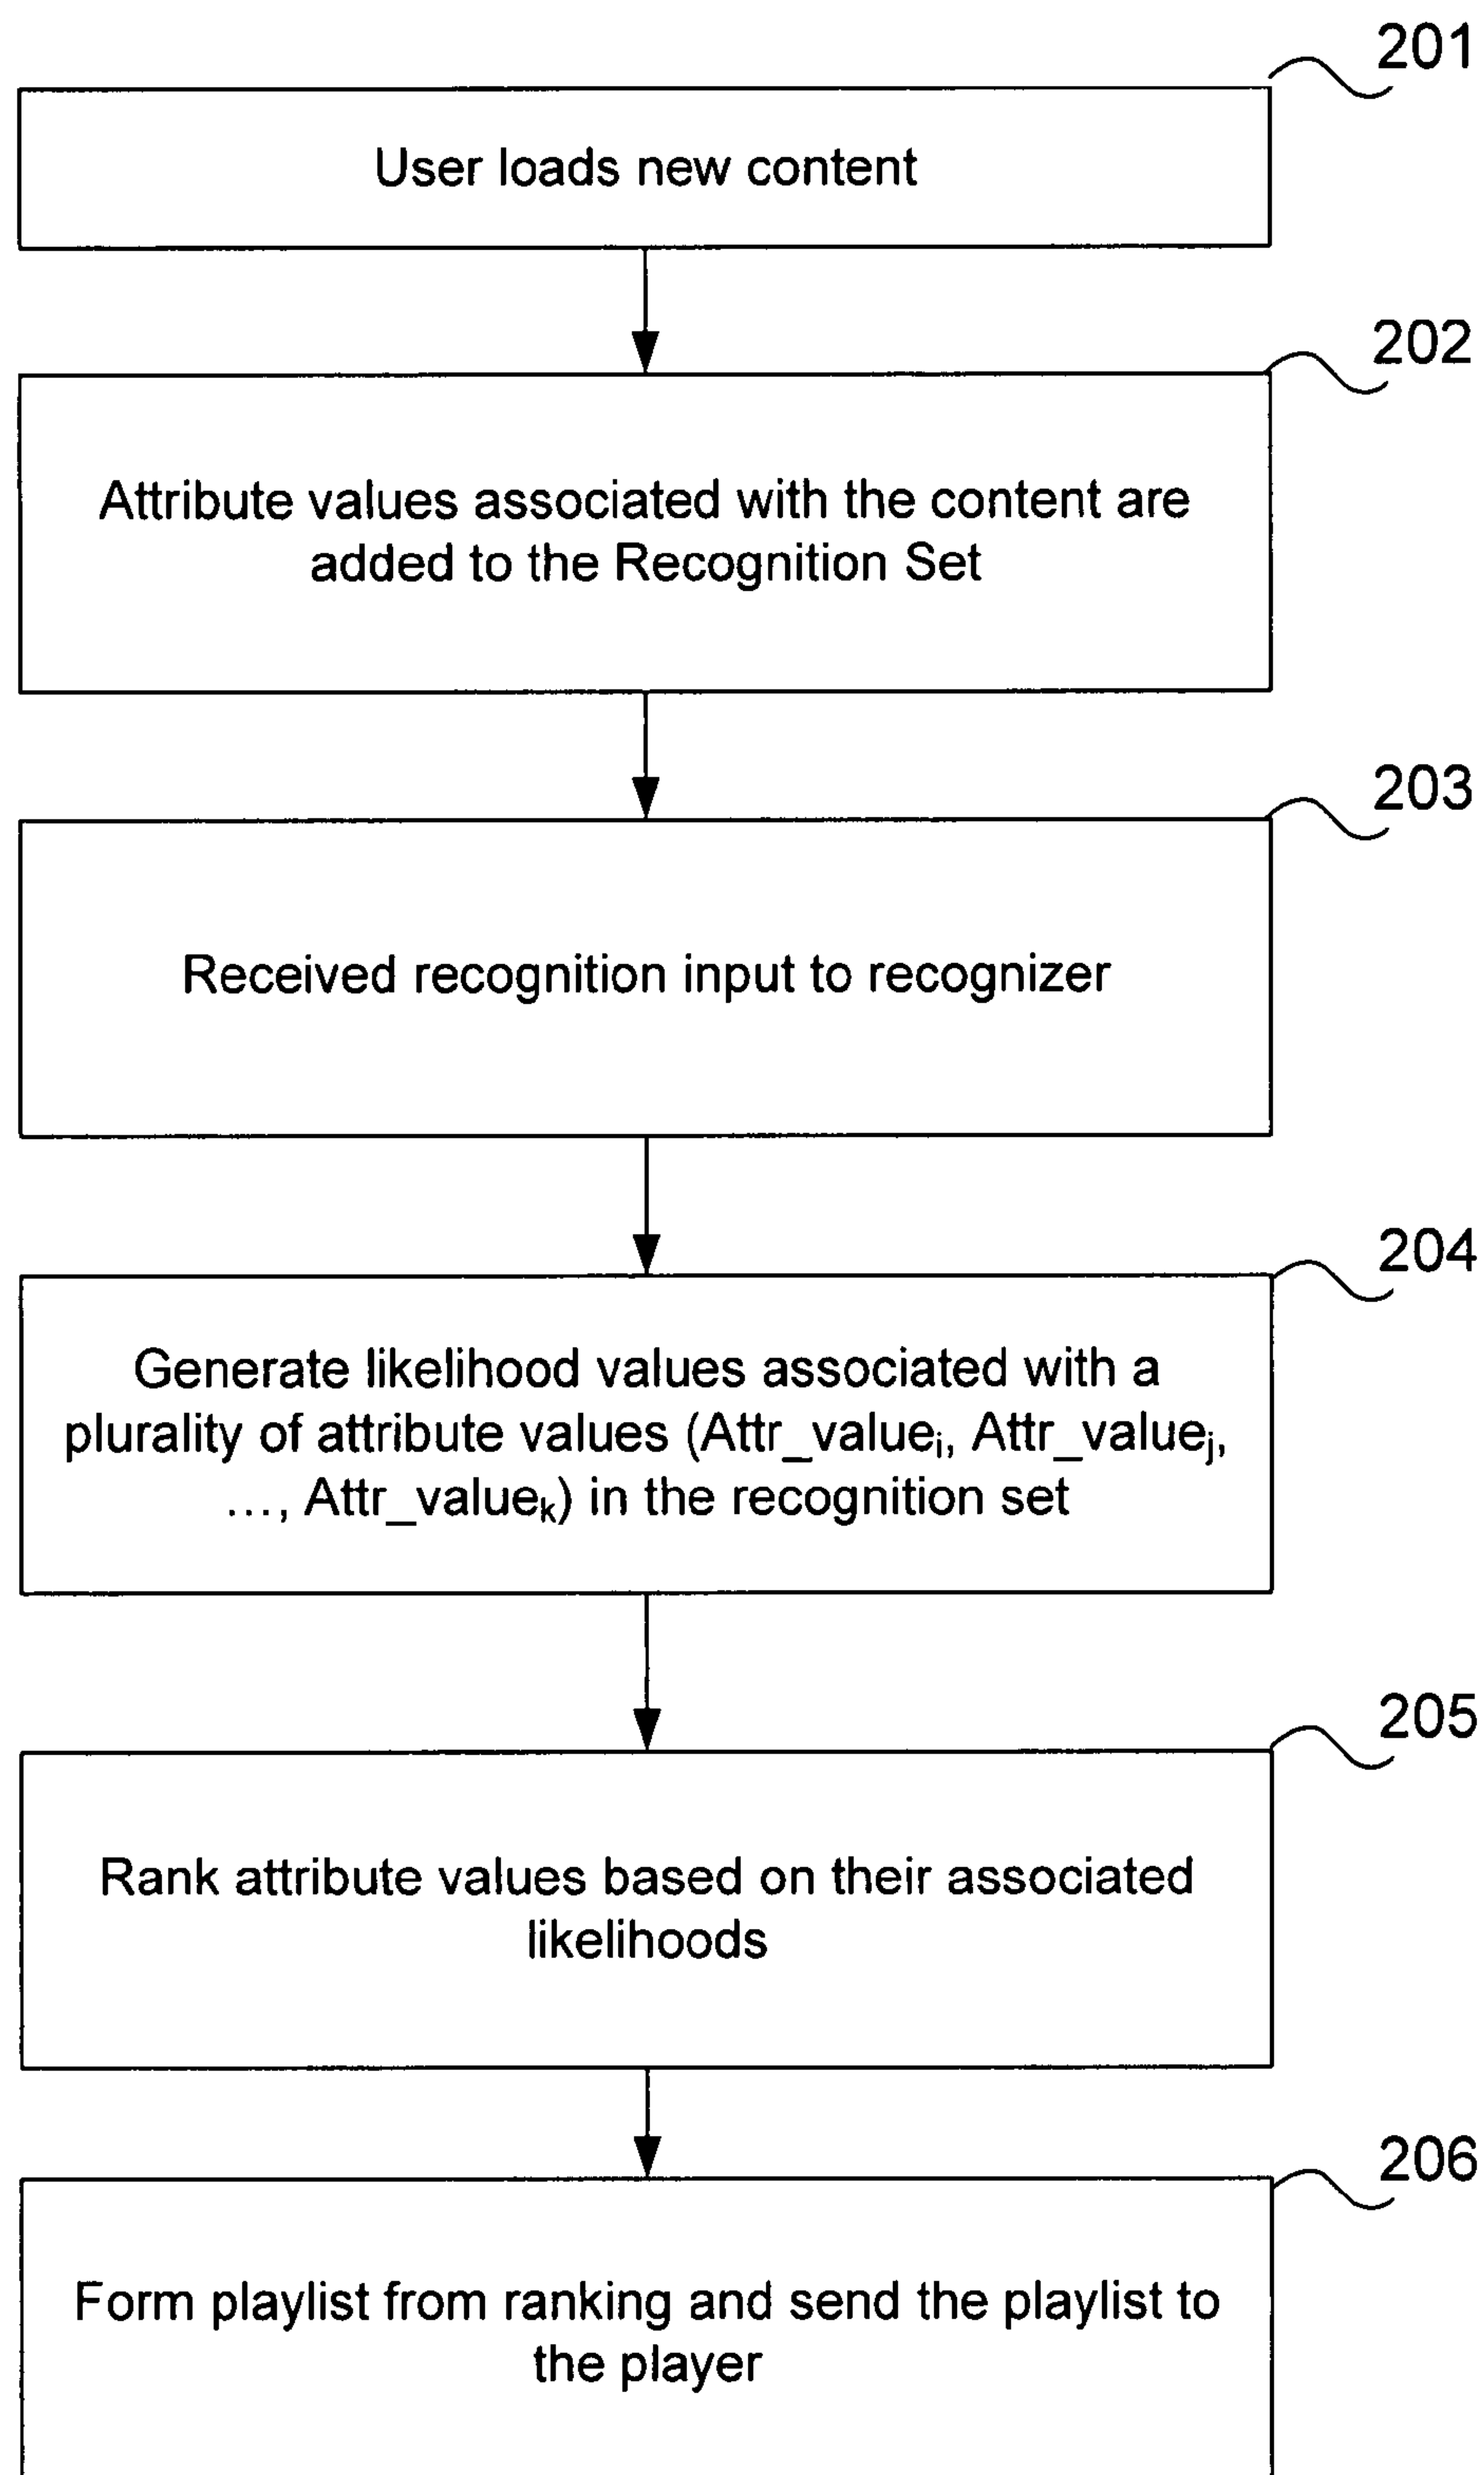 201
User loads new content
202
Attribute values associated with the content are
added to the Recognition Set
203
Received recognition input to recognizer
204
Generate likelihood values associated with a
plurality of attribute values (Attr_valueᵢ, Attr_valueⱼ,
…, Attr_valueₖ) in the recognition set
205
Rank attribute values based on their associated
likelihoods
206
Form playlist from ranking and send the playlist to
the player